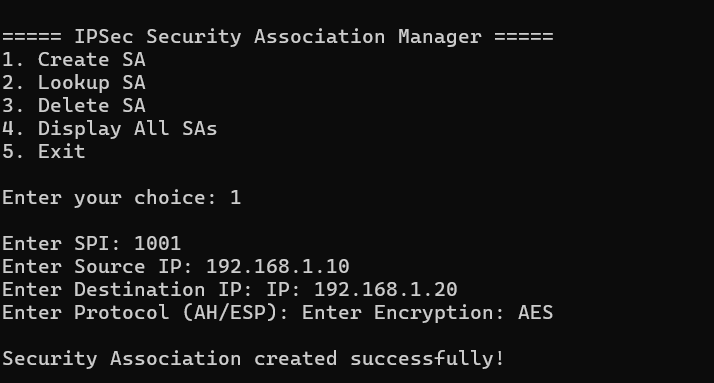 ===== IPSec Security Association Manager =====
1. Create SA
2. Lookup SA
3. Delete SA
4. Display All SAs
5. Exit
Enter your choice: 1
Enter SPI: 1001
Enter Source IP: 192.168.1.10
Enter Destination IP: IP: 192.168.1.20
Enter Protocol (AH/ESP): Enter Encryption: AES
Security Association created successfully!